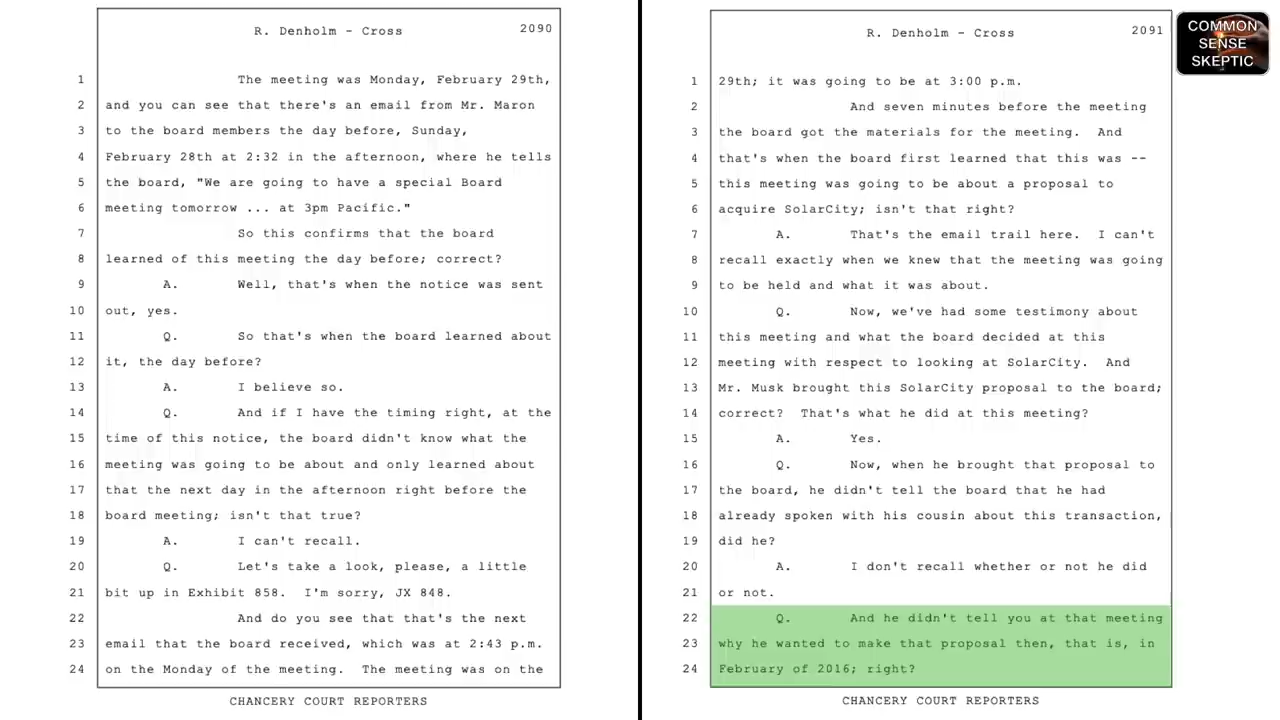 R. Denholm - Cross 2090
1 The meeting was Monday, February 29th,
2 and you can see that there's an email from Mr. Maron
3 to the board members the day before, Sunday,
4 February 28th at 2:32 in the afternoon, where he tells
5 the board, "We are going to have a special Board
6 meeting tomorrow ... at 3pm Pacific."
7 So this confirms that the board
8 learned of this meeting the day before; correct?
9 A. Well, that's when the notice was sent
10 out, yes.
11 Q. So that's when the board learned about
12 it, the day before?
13 A. I believe so.
14 Q. And if I have the timing right, at the
15 time of this notice, the board didn't know what the
16 meeting was going to be about and only learned about
17 that the next day in the afternoon right before the
18 board meeting; isn't that true?
19 A. I can't recall.
20 Q. Let's take a look, please, a little
21 bit up in Exhibit 858. I'm sorry, JX 848.
22 And do you see that that's the next
23 email that the board received, which was at 2:43 p.m.
24 on the Monday of the meeting. The meeting was on the
CHANCERY COURT REPORTERS
R. Denholm - Cross 2091
1 29th; it was going to be at 3:00 p.m.
2 And seven minutes before the meeting
3 the board got the materials for the meeting. And
4 that's when the board first learned that this was --
5 this meeting was going to be about a proposal to
6 acquire SolarCity; isn't that right?
7 A. That's the email trail here. I can't
8 recall exactly when we knew that the meeting was going
9 to be held and what it was about.
10 Q. Now, we've had some testimony about
11 this meeting and what the board decided at this
12 meeting with respect to looking at SolarCity. And
13 Mr. Musk brought this SolarCity proposal to the board;
14 correct? That's what he did at this meeting?
15 A. Yes.
16 Q. Now, when he brought that proposal to
17 the board, he didn't tell the board that he had
18 already spoken with his cousin about this transaction,
19 did he?
20 A. I don't recall whether or not he did
21 or not.
22 Q. And he didn't tell you at that meeting
23 why he wanted to make that proposal then, that is, in
24 February of 2016; right?
CHANCERY COURT REPORTERS
COMMON
SENSE
SKEPTIC